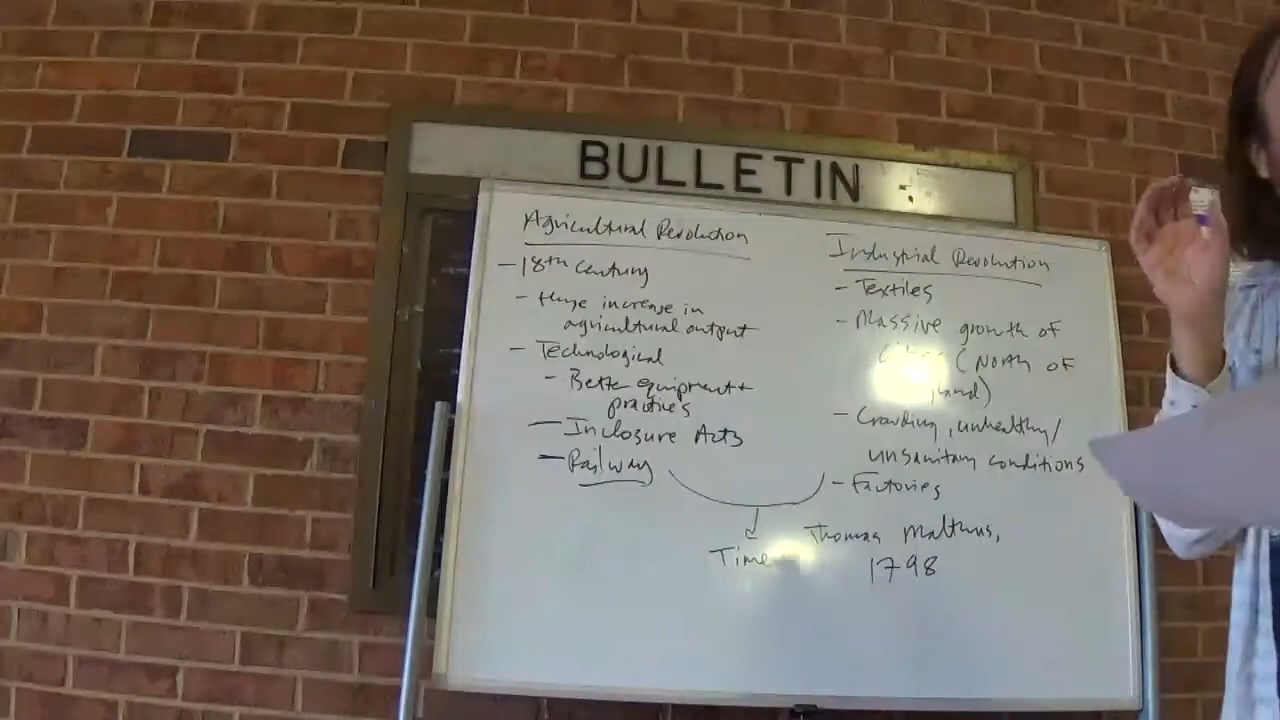 BULLETIN
Agricultural Revolution
- 18th Century
- Huge increase in
agricultural output
- Technological
- Better equipment +
practices
- Inclosure Acts
- Railway
Industrial Revolution
- Textiles
- Massive growth of
(North of
- Crowding, unhealthy/
unsanitary conditions
- Factories
Time
Thomas Malthus,
1798